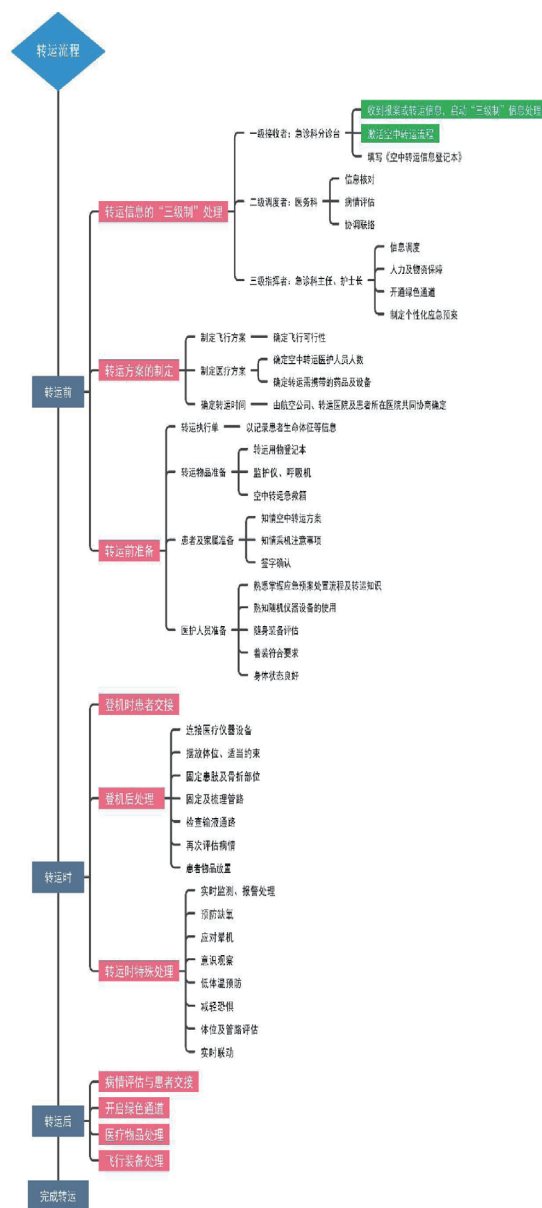 转运流程
转运前
转运信息的“三级制”处理
一级接收者：急诊科分诊台
收到报案或转运信息，启动“三级制”信息处理
激活空中转运流程
填写《空中转运信息登记本》
二级调度者：医务科
信息核对
病情评估
协调联络
三级指挥者：急诊科主任、护士长
信息调度
人力及物资保障
开通绿色通道
制定个性化应急预案
转运方案的制定
制定飞行方案
确定飞行可行性
制定医疗方案
确定空中转运医护人员人数
确定转运需携带的药品及设备
确定转运时间
由航空公司、转运医院及患者所在医院共同协商确定
转运前准备
转运执行单
以记录患者生命体征等信息
转运物品准备
转运用物登记本
监护仪、呼吸机
空中转运急救箱
患者及家属准备
知情空中转运方案
知情乘机注意事项
签字确认
医护人员准备
熟悉掌握应急预案处置流程及转运知识
熟知随机仪器设备的使用
随身装备评估
着装符合要求
身体状态良好
转运时
登机时患者交接
登机后处理
连接医疗仪器设备
摆放体位、适当约束
固定患肢及骨折部位
固定及梳理管路
检查输液通路
再次评估病情
患者物品放置
转运时特殊处理
实时监测、报警处理
预防缺氧
应对晕机
意识观察
低体温预防
减轻恐惧
体位及管路评估
实时联动
转运后
病情评估与患者交接
开启绿色通道
医疗物品处理
飞行装备处理
完成转运